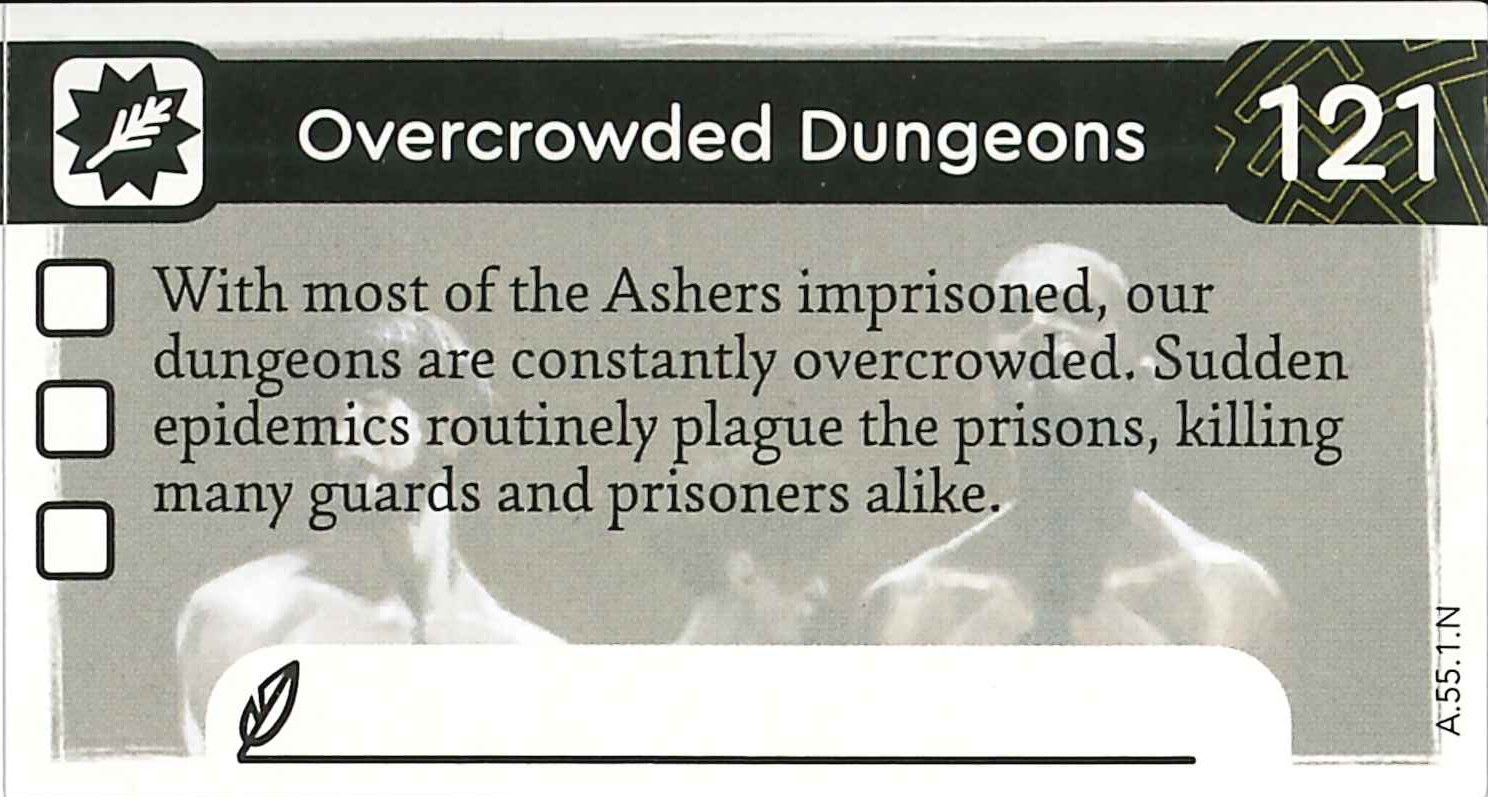 Overcrowded Dungeons
121
With most of the Ashers imprisoned, our
dungeons are constantly overcrowded. Sudden
epidemics routinely plague the prisons, killing
many guards and prisoners alike.
A.55.1.N